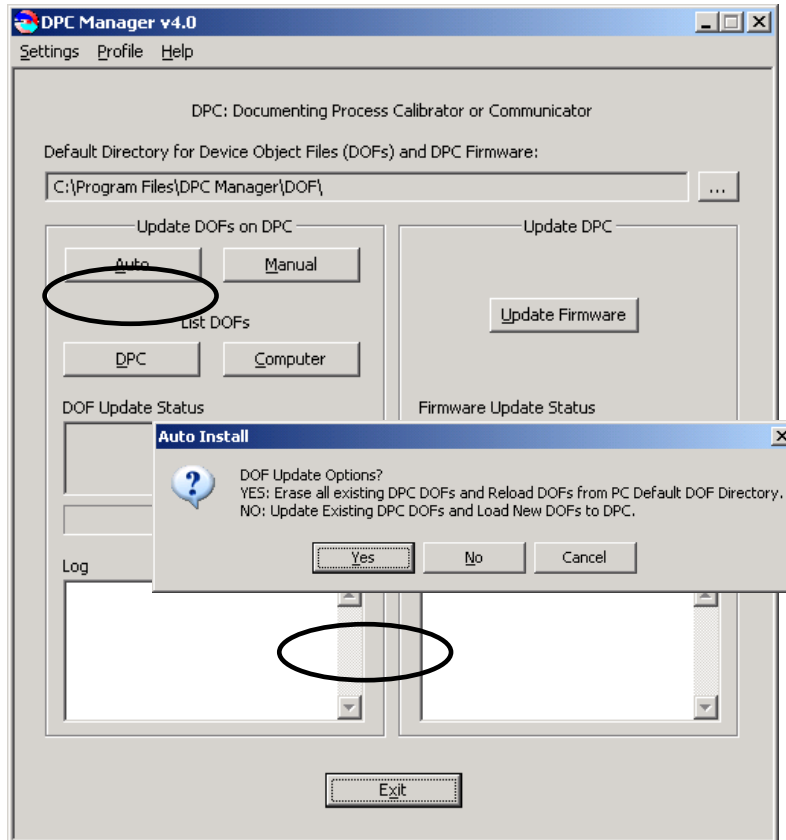 DPC Manager v4.0
Settings Profile Help
DPC: Documenting Process Calibrator or Communicator
Default Directory for Device Object Files (DOFs) and DPC Firmware:
C:\Program Files\DPC Manager\DOF\
...
Update DOFs on DPC
Auto Manual
List DOFs
DPC Computer
DOF Update Status
Update DPC
Update Firmware
Firmware Update Status
Auto Install
DOF Update Options?
YES: Erase all existing DPC DOFs and Reload DOFs from PC Default DOF Directory.
NO: Update Existing DPC DOFs and Load New DOFs to DPC.
Yes No Cancel
Log
Exit